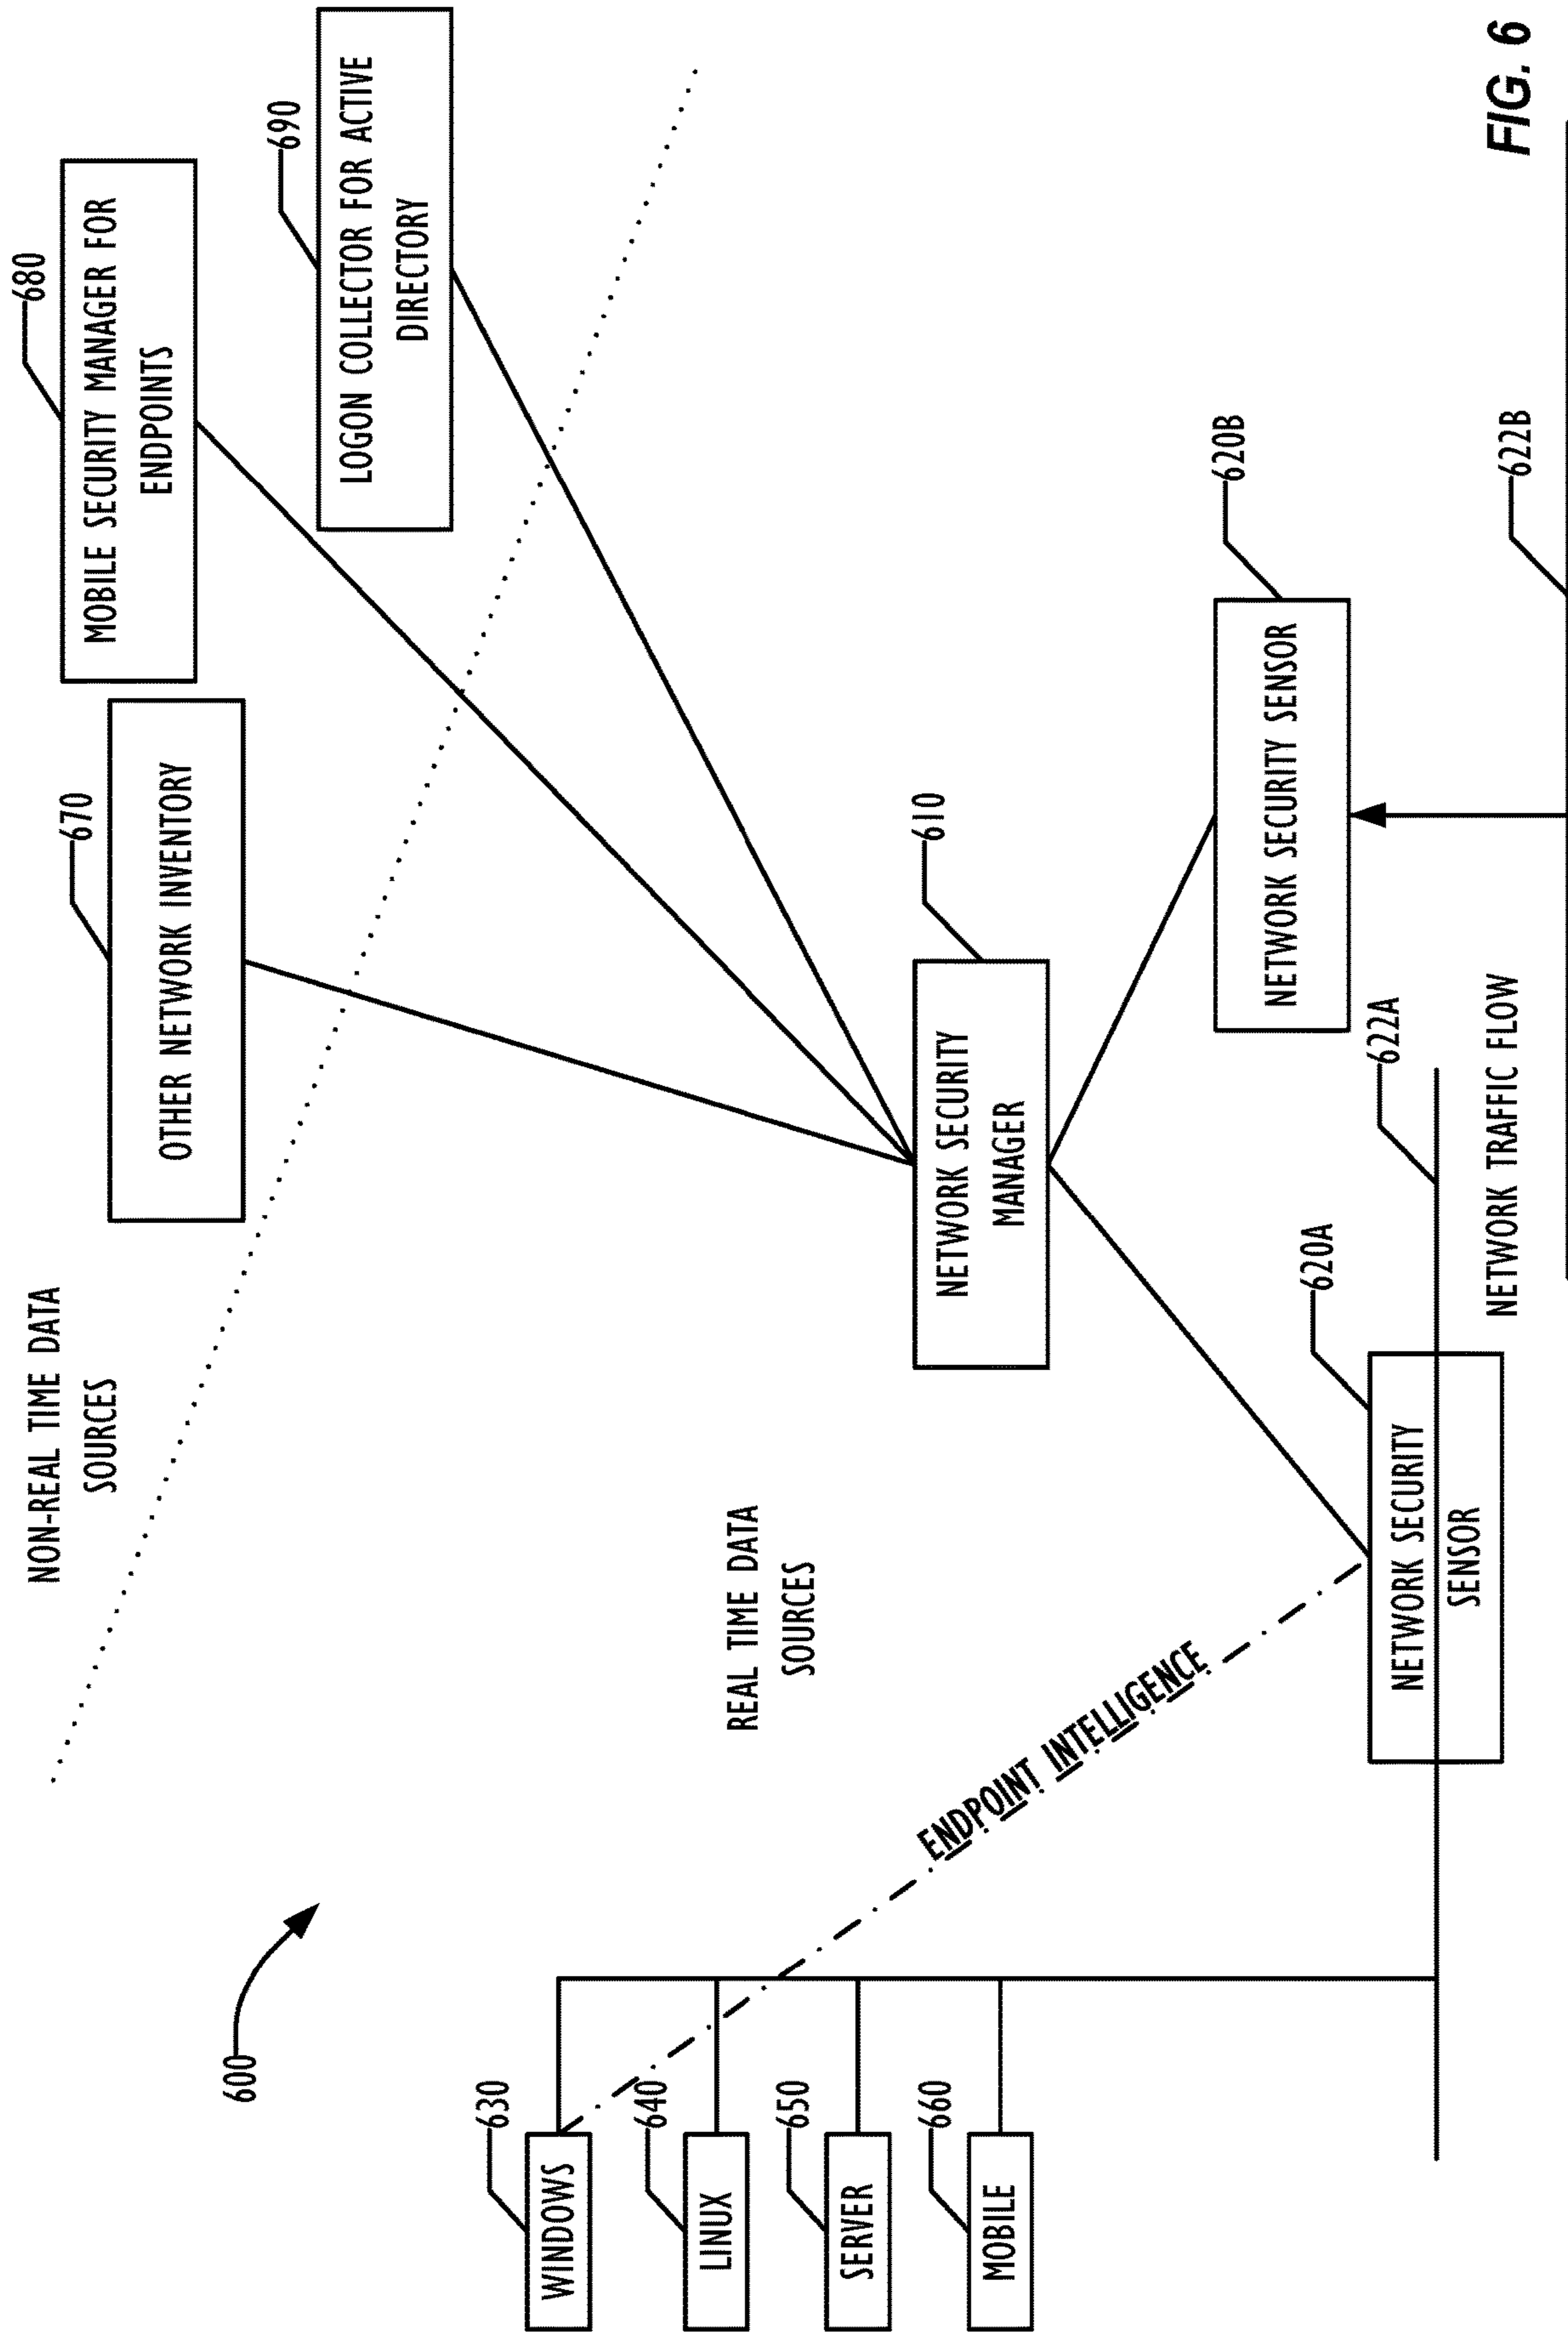 600
NON-REAL TIME DATA
SOURCES
670
OTHER NETWORK INVENTORY
680
MOBILE SECURITY MANAGER FOR
ENDPOINTS
690
LOGON COLLECTOR FOR ACTIVE
DIRECTORY
REAL TIME DATA
SOURCES
630
WINDOWS
640
LINUX
650
SERVER
660
MOBILE
ENDPOINT INTELLIGENCE
610
NETWORK SECURITY
MANAGER
620A
NETWORK SECURITY
SENSOR
620B
NETWORK SECURITY SENSOR
622A
NETWORK TRAFFIC FLOW
622B
FIG. 6